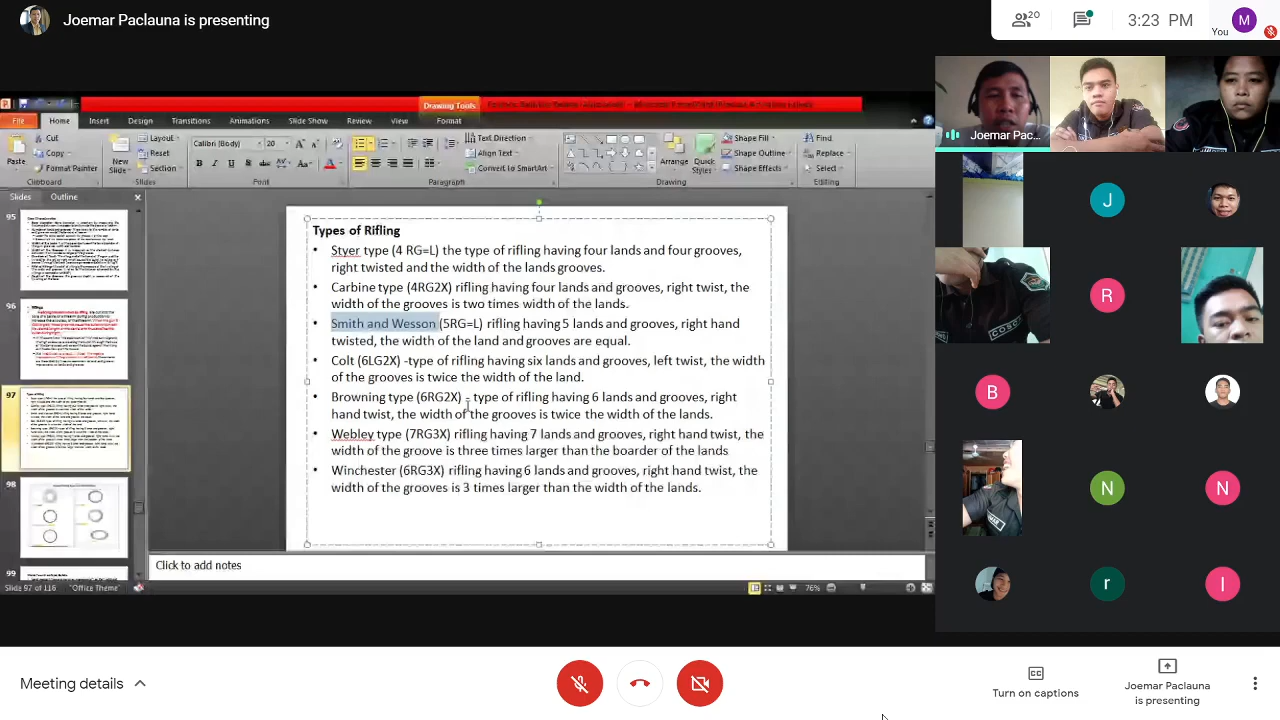 Joemar Paclauna is presenting
20
3:23 PM
You
M
Drawing Tools
File
Home
Insert
Design
Transitions
Animations
Slide Show
Review
View
Format
Paste
Cut
Copy
Format Painter
Clipboard
New
Slide
Layout
Reset
Section
Slides
Calibri (Body)
20
Font
Text Direction
Align Text
Convert to SmartArt
Paragraph
Arrange
Quick
Styles
Shape Fill
Shape Outline
Shape Effects
Drawing
Find
Replace
Select
Editing
Slides
Outline
95
96
97
98
99
Types of Rifling
• Styer type (4 RG=L) the type of rifling having four lands and four grooves,
right twisted and the width of the lands grooves.
• Carbine type (4RG2X) rifling having four lands and grooves, right twist, the
width of the grooves is two times width of the lands.
• Smith and Wesson (5RG=L) rifling having 5 lands and grooves, right hand
twisted, the width of the land and grooves are equal.
• Colt (6LG2X) -type of rifling having six lands and grooves, left twist, the width
of the grooves is twice the width of the land.
• Browning type (6RG2X) – type of rifling having 6 lands and grooves, right
hand twist, the width of the grooves is twice the width of the lands.
• Webley type (7RG3X) rifling having 7 lands and grooves, right hand twist, the
width of the groove is three times larger than the boarder of the lands
• Winchester (6RG3X) rifling having 6 lands and grooves, right hand twist, the
width of the grooves is 3 times larger than the width of the lands.
Click to add notes
Slide 97 of 116
"Office Theme"
76%
Joemar Pac...
J
R
B
N
N
r
I
Meeting details
Turn on captions
Joemar Paclauna
is presenting